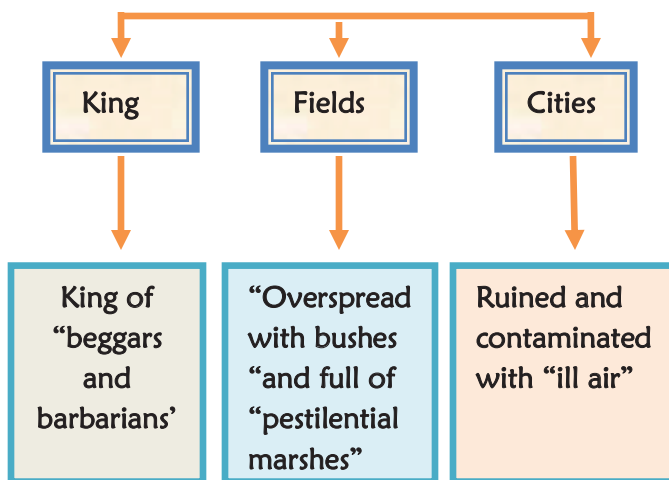 King
Fields
Cities
King of
“beggars
and
barbarians’
“Overspread
with bushes
“and full of
“pestilential
marshes”
Ruined and
contaminated
with “ill air”